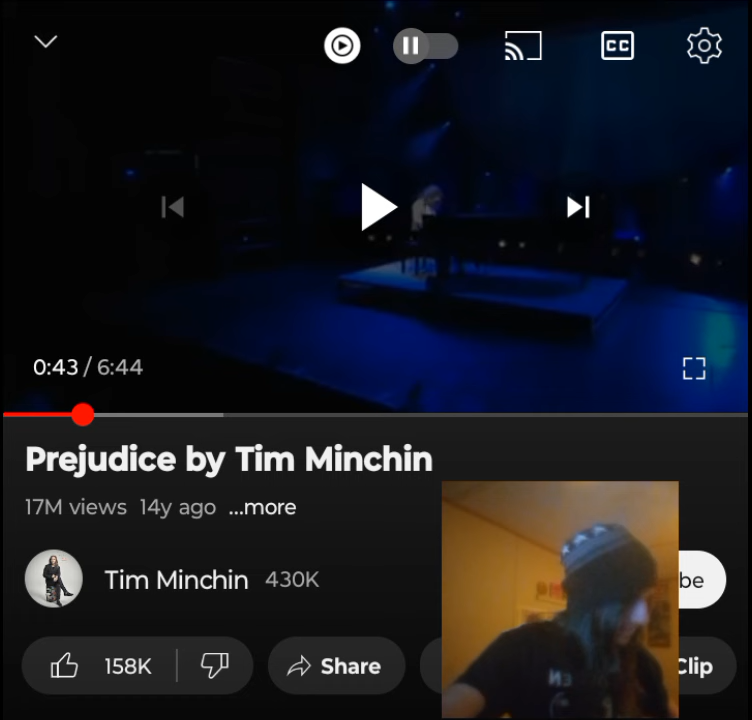 CC
0:43 / 6:44
Prejudice by Tim Minchin
17M views 14y ago ...more
Tim Minchin 430K
be
158K Share Clip